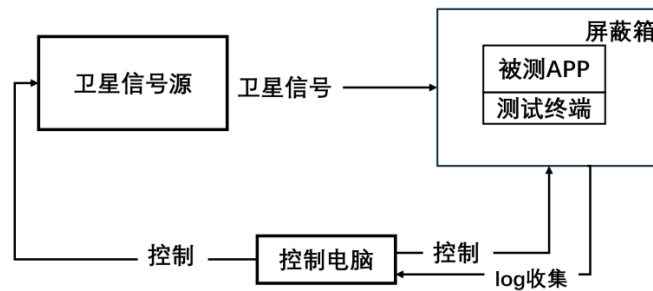 屏蔽箱
卫星信号源
卫星信号
被测APP
测试终端
控制
控制电脑
控制
log收集